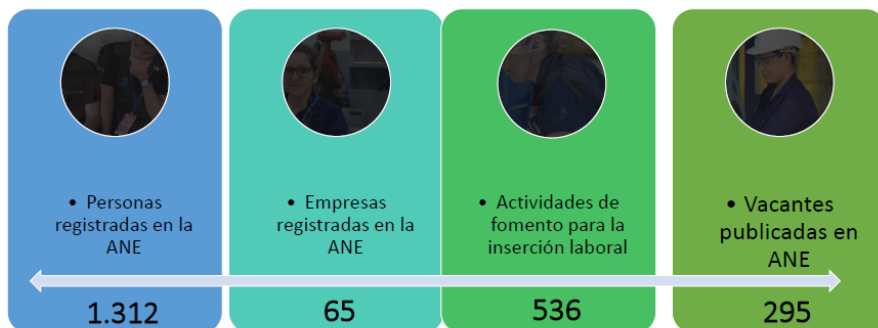 • Personas
registradas en la
ANE
1.312
• Empresas
registradas en la
ANE
65
• Actividades de
fomento para la
inserción laboral
536
• Vacantes
publicadas en
ANE
295